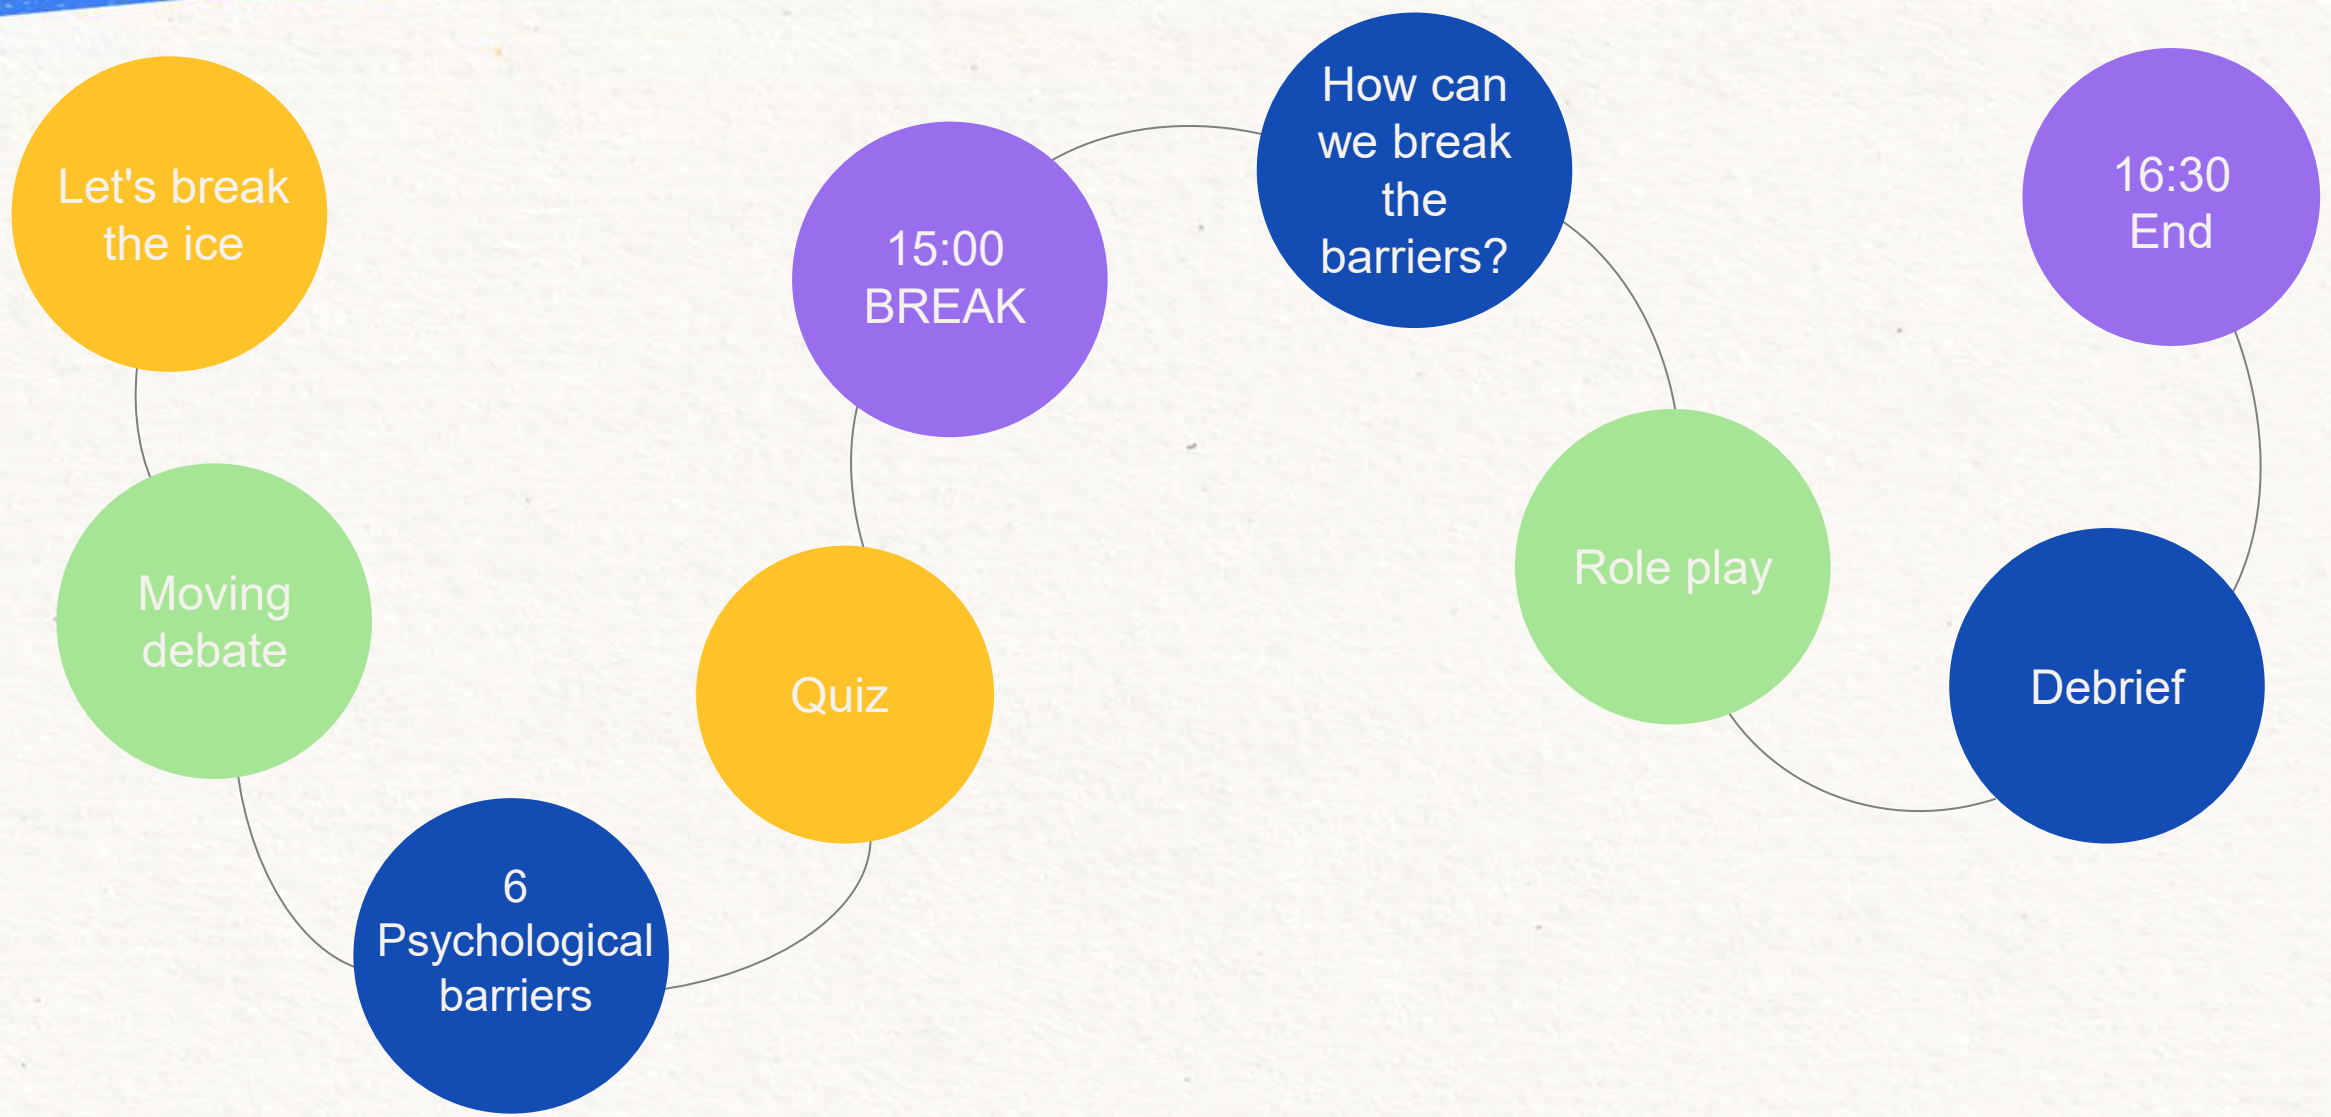 Let's break
the ice
Moving
debate
6
Psychological
barriers
Quiz
15:00
BREAK
How can
we break
the
barriers?
Role play
Debrief
16:30
End